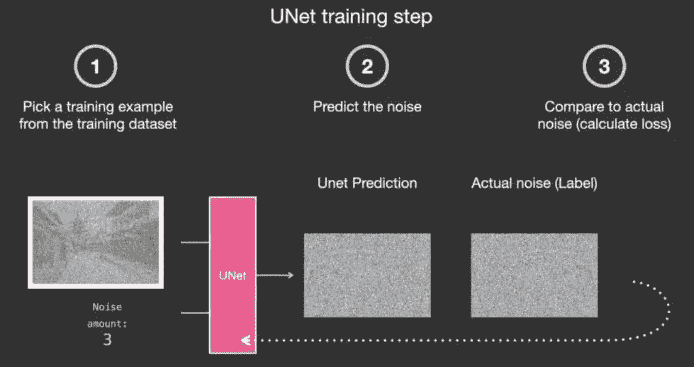 UNet training step
1
2
3
Pick a training example
from the training dataset
Predict the noise
Compare to actual
noise (calculate loss)
Unet Prediction
Actual noise (Label)
UNet
Noise
amount:
3